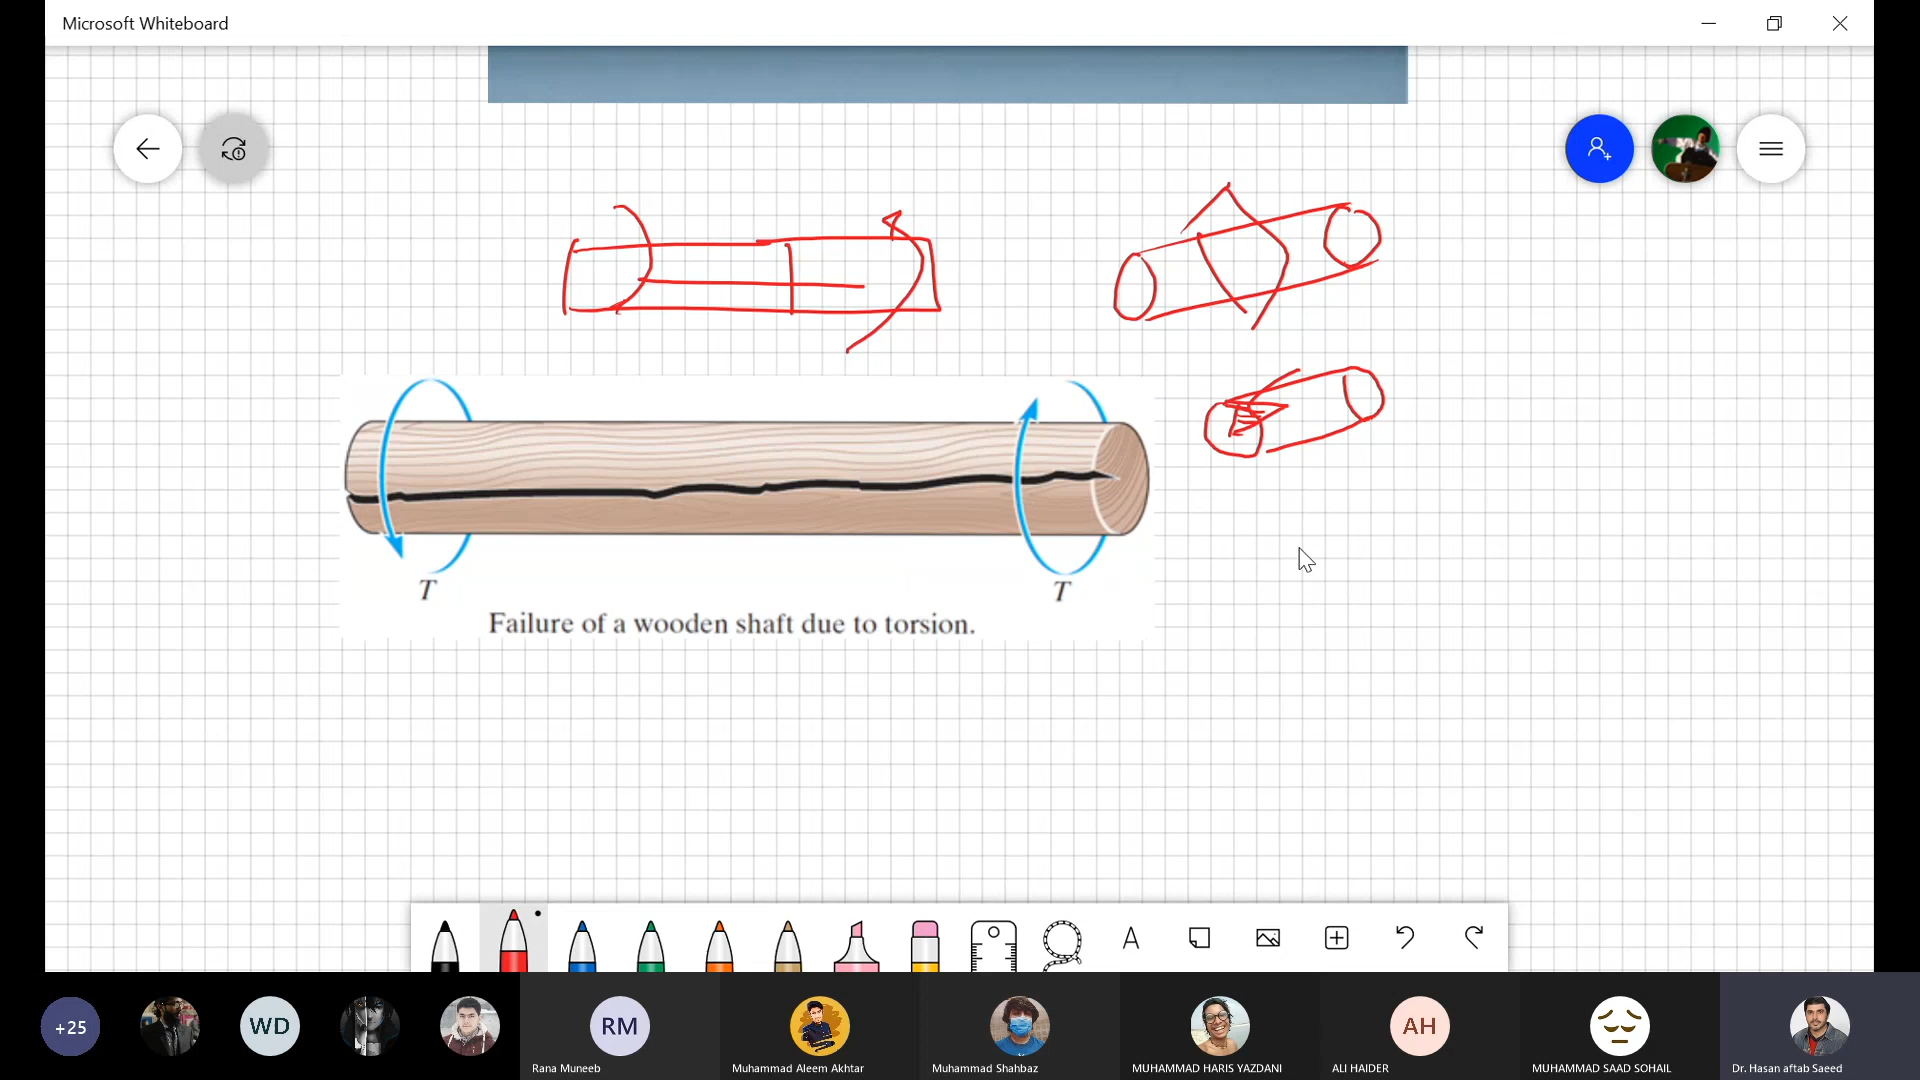 Microsoft Whiteboard
T
T
Failure of a wooden shaft due to torsion.
A
+25
WD
RM
AH
Rana Muneeb
Muhammad Aleem Akhtar
Muhammad Shahbaz
MUHAMMAD HARIS YAZDANI
ALI HAIDER
MUHAMMAD SAAD SOHAIL
Dr. Hasan aftab Saeed